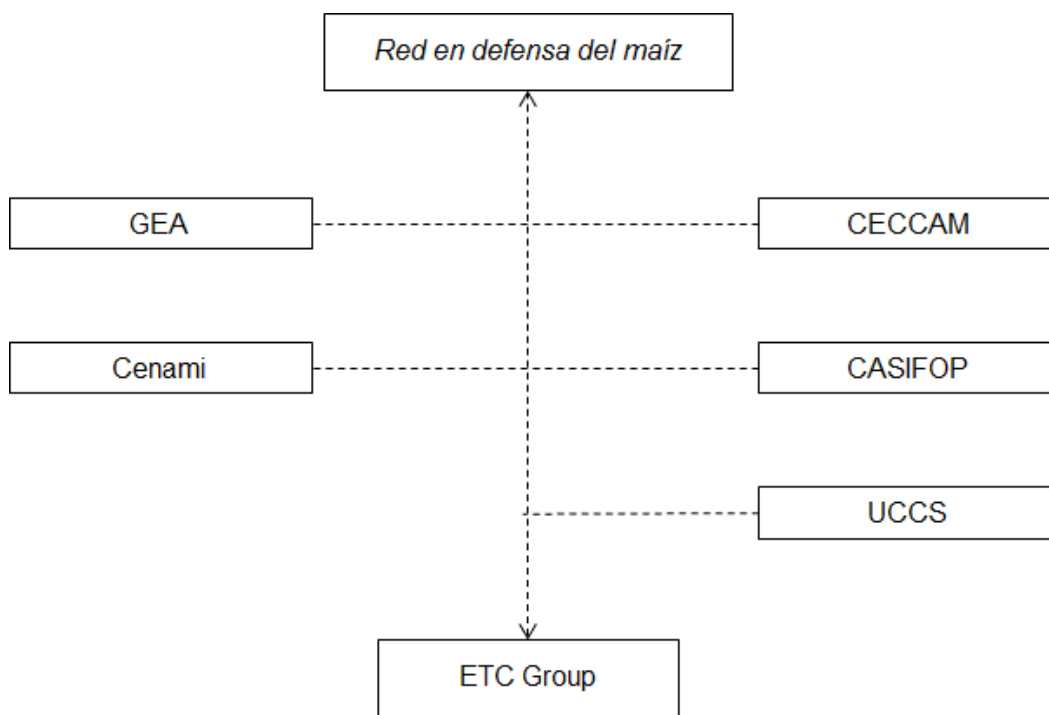 Red en defensa del maíz
GEA
CECCAM
Cenami
CASIFOP
UCCS
ETC Group